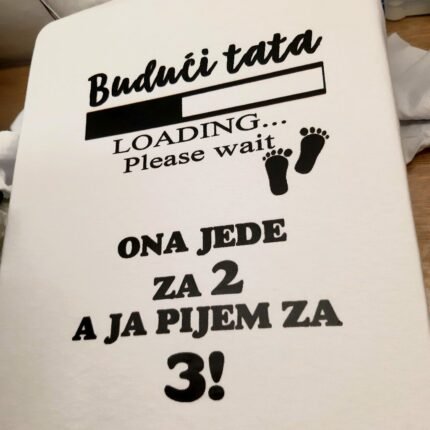 Budući tata
LOADING...
Please wait
ONA JEDE
ZA 2
A JA PIJEM ZA
3!